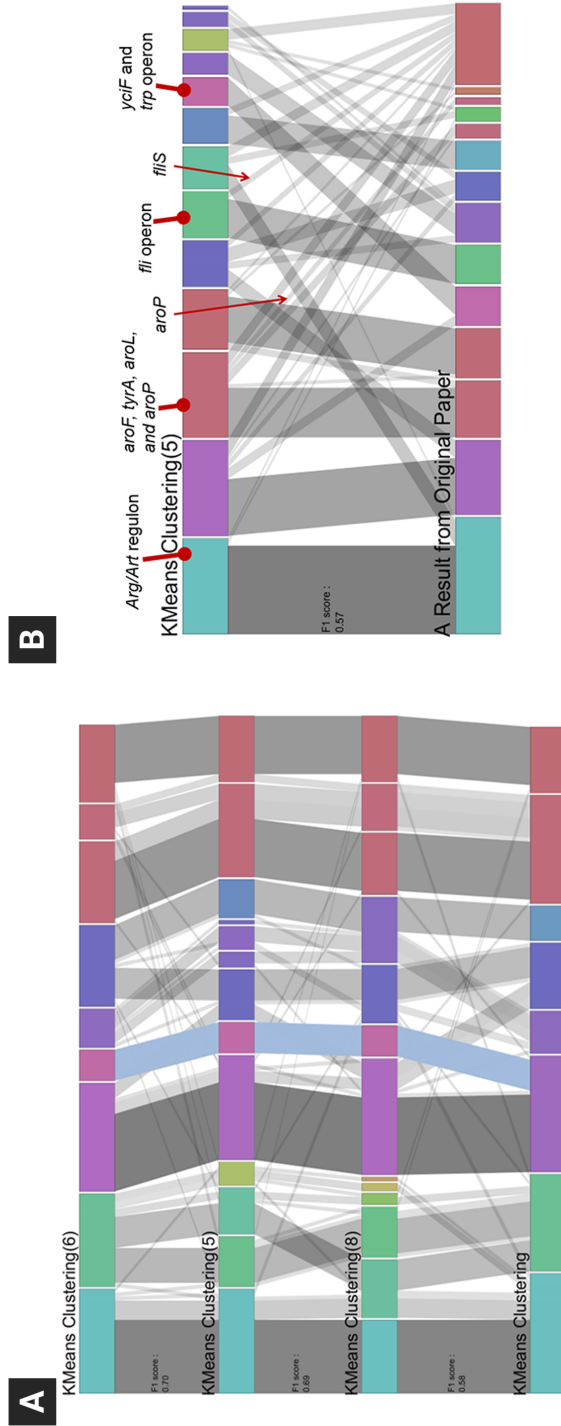 A
KMeans Clustering(6)
F1 score :
0.70
KMeans Clustering(5)
F1 score :
0.69
KMeans Clustering(8)
F1 score :
0.58
KMeans Clustering
B
Arg/Art regulon
aroF, tyrA, aroL,
and aroP
aroP
fli operon
fliS
yciF and
trp operon
KMeans Clustering(5)
F1 score :
0.57
A Result from Original Paper